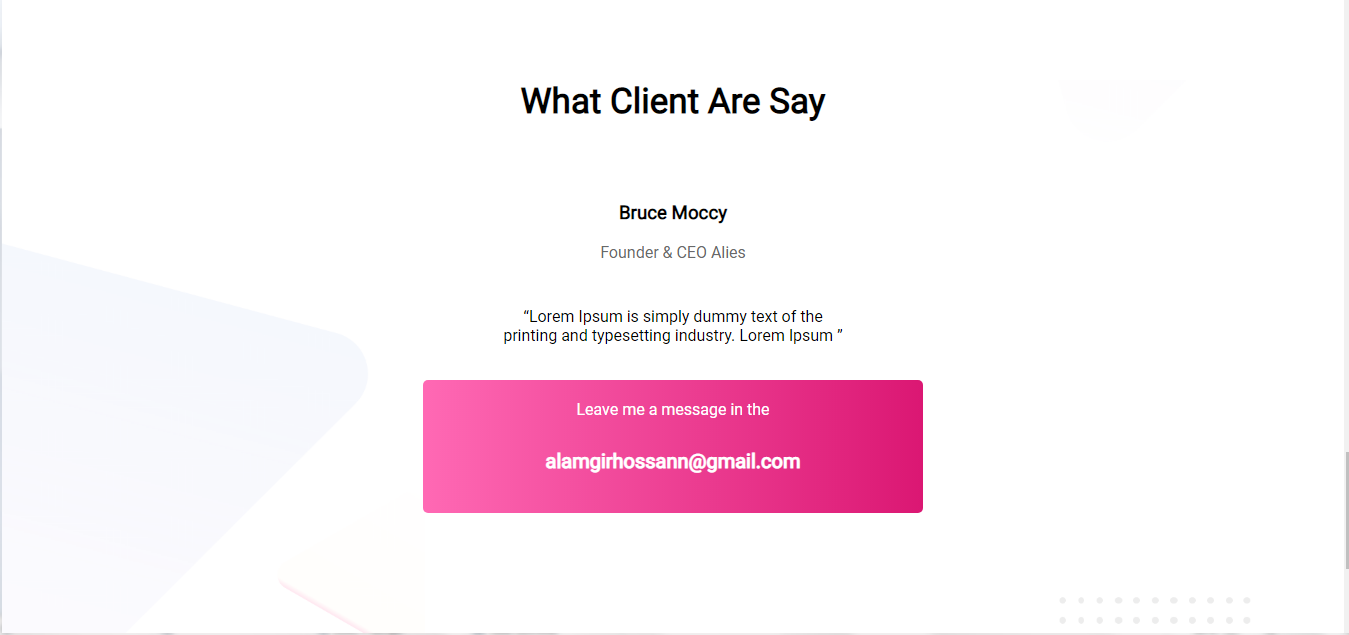 What Client Are Say
Bruce Moccy
Founder & CEO Alies
“Lorem Ipsum is simply dummy text of the
printing and typesetting industry. Lorem Ipsum ”
Leave me a message in the
alamgirhossann@gmail.com